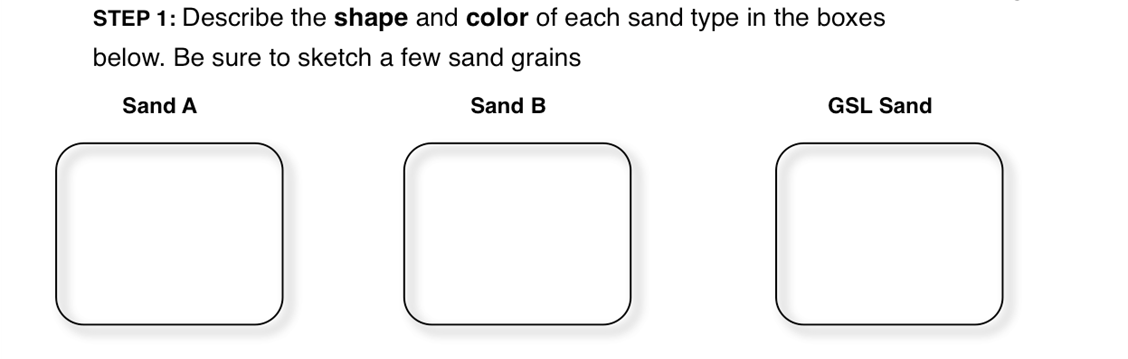 STEP 1: Describe the shape and color of each sand type in the boxes
below. Be sure to sketch a few sand grains
Sand A
Sand B
GSL Sand